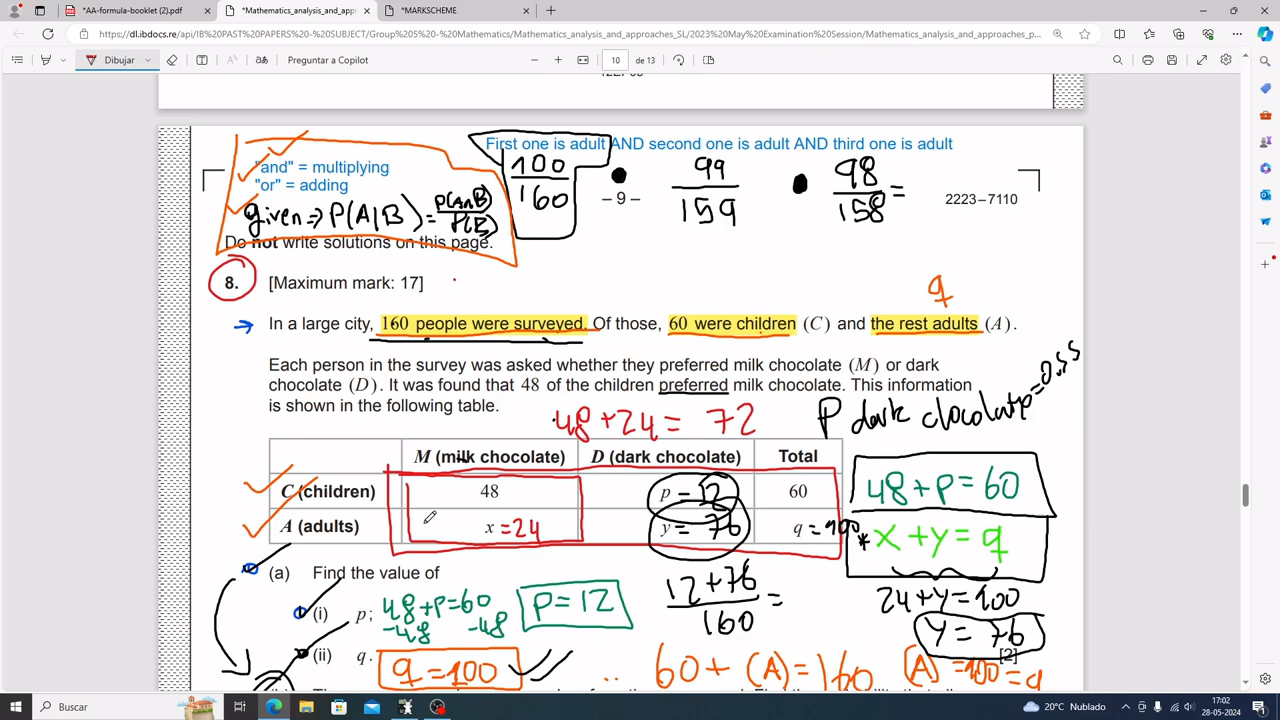 *AA-formula-booklet (2).pdf
*Mathematics_analysis_and_appr
*MARKSCHEME
https://dl.ibdocs.re/api/IB%20PAST%20PAPERS%20-%20SUBJECT/Group%205%20-%20Mathematics/Mathematics_analysis_and_approaches_SL/2023%20May%20Examination%20Session/Mathematics_analysis_and_approaches_p...
Dibujar
Preguntar a Copilot
10 de 13
First one is adult AND second one is adult AND third one is adult
"and" = multiplying
"or" = adding
given => P(A|B) = P(A∩B) / P(B)
100/160 • 99/159 • 98/158 =
– 9 –
2223–7110
Do not write solutions on this page.
8. [Maximum mark: 17]
q
In a large city, 160 people were surveyed. Of those, 60 were children (C) and the rest adults (A).
Each person in the survey was asked whether they preferred milk chocolate (M) or dark
chocolate (D). It was found that 48 of the children preferred milk chocolate. This information
is shown in the following table.
48+24= 72
P dark chocolate = 0.55
M (milk chocolate) D (dark chocolate) Total
C (children) 48 p = 12 60
A (adults) x = 24 y = 76 q = 100
48+p=60
* x+y=q
24+y=100
y= 76
12+76/160 =
(a) Find the value of
(i) p;
48+p=60
-48 -48
P=12
(ii) q.
q=100
[2]
60+ (A)=160
(A) =100=q
Buscar
20°C Nublado
17:02
28-05-2024